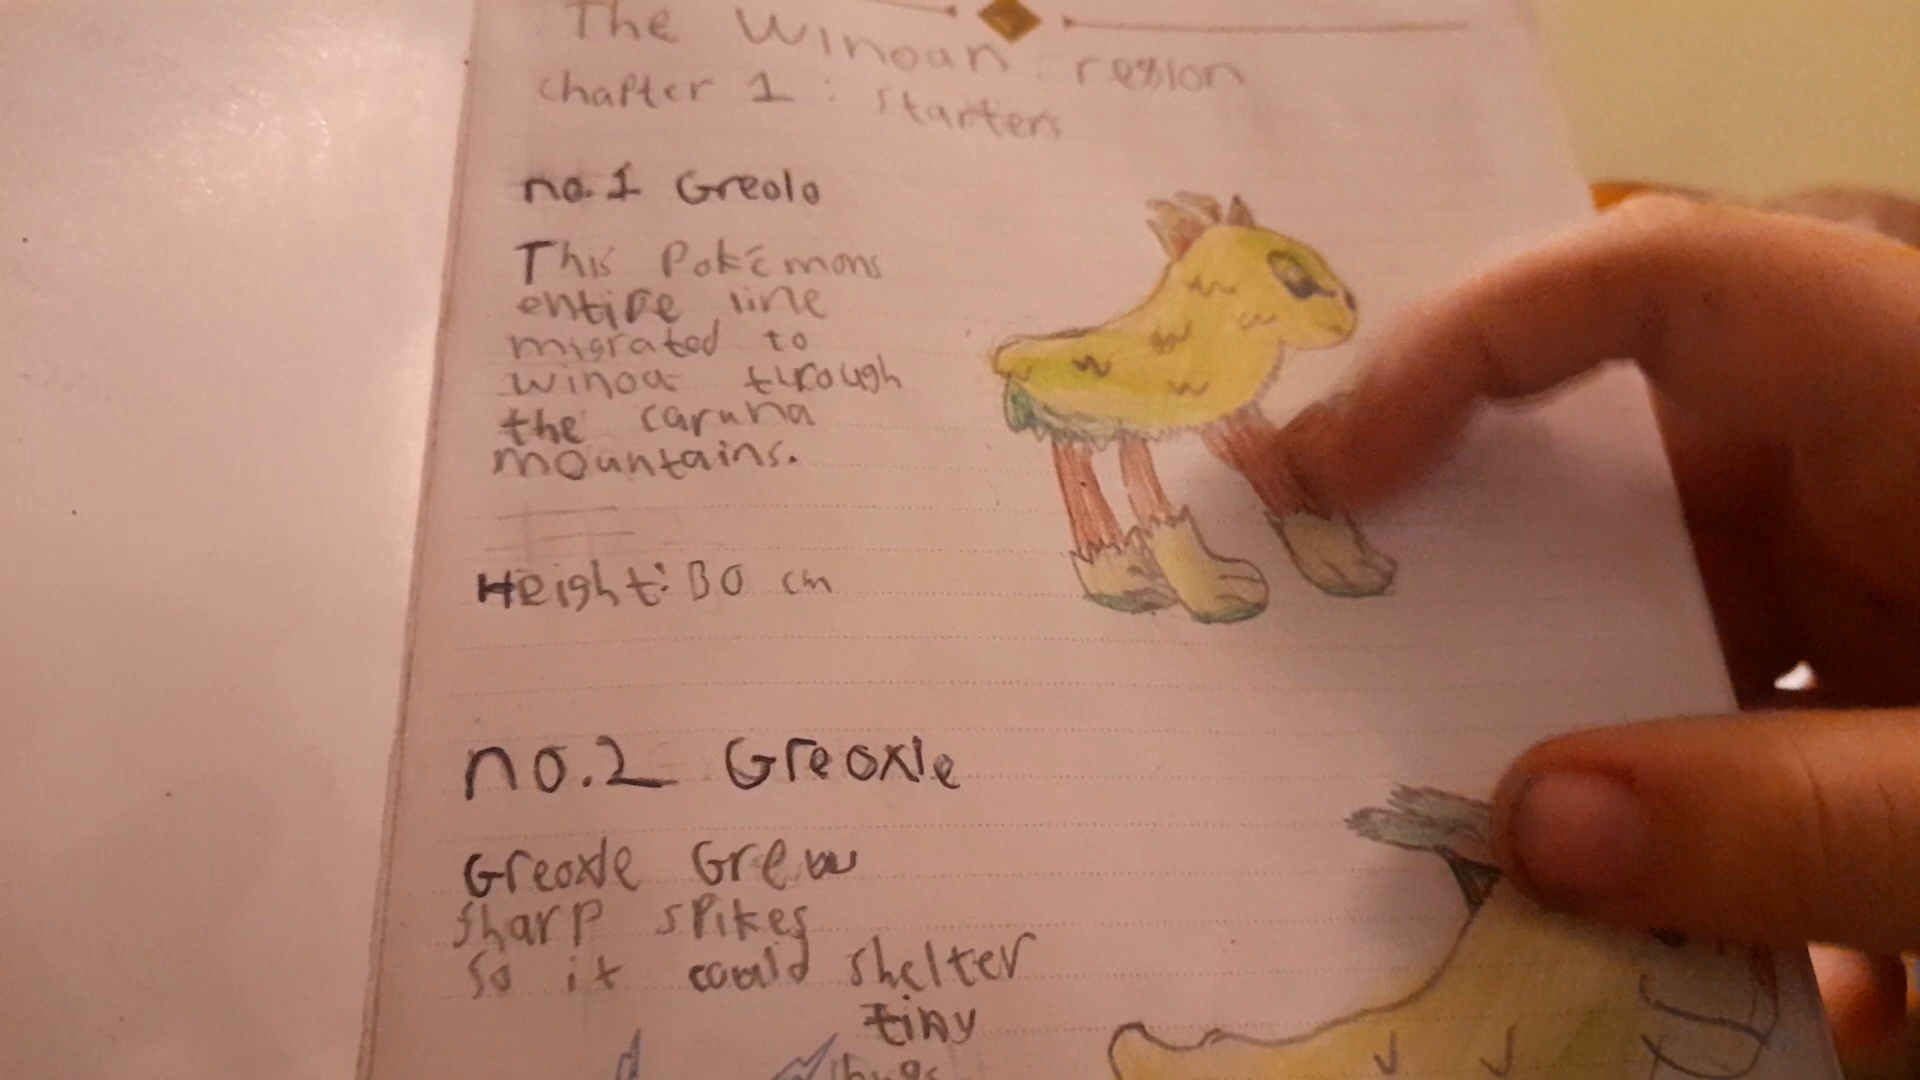 The Winoan region
chapter 1 : starters
no.1 Greolo
This Pokémons
entire line
migrated to
winoa through
the caruna
mountains.
Height: 30 cm
no.2 Greoxle
Greoxle Grew
sharp spikes
so it could shelter
tiny
bugs